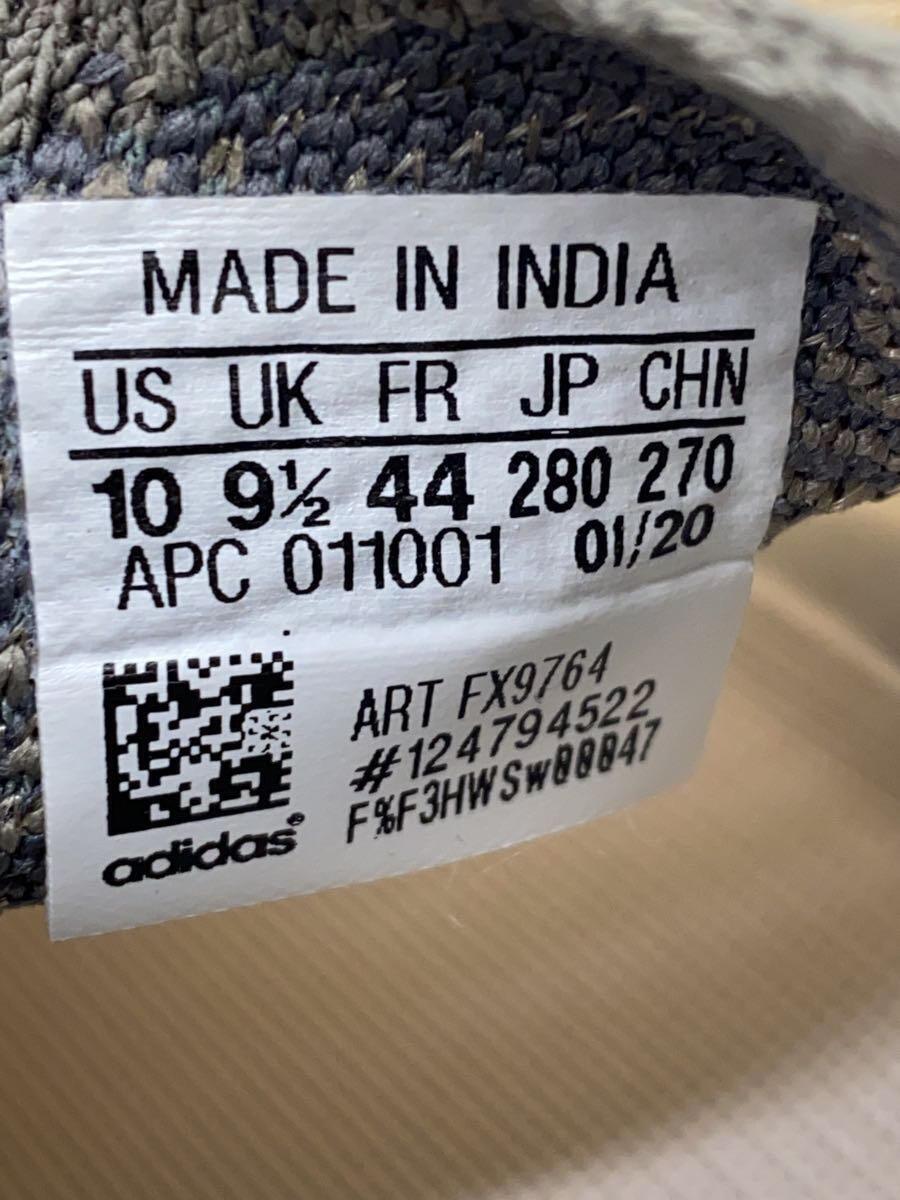 MADE IN INDIA
US UK FR JP CHN
10 9½ 44 280 270
APC 011001 01/20
ART FX9764
#124794522
F%F3HWSw00047
adidas®